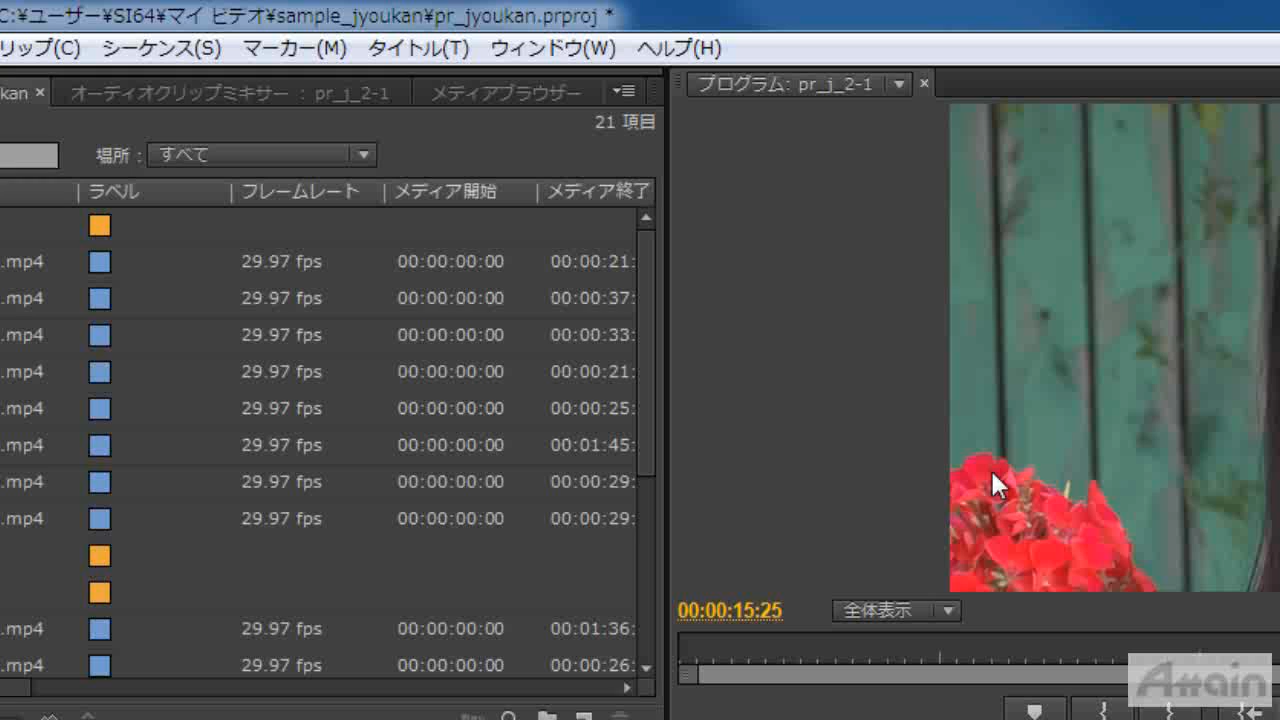 C:¥ユーザー¥SI64¥マイ ビデオ¥sample_jyoukan¥pr_jyoukan.prproj *
リップ(C) シーケンス(S) マーカー(M) タイトル(T) ウィンドウ(W) ヘルプ(H)
kan × オーディオクリップミキサー : pr_j_2-1 メディアブラウザー
プログラム: pr_j_2-1 ×
21 項目
場所 : すべて
ラベル フレームレート メディア開始 メディア終了
.mp4 29.97 fps 00:00:00:00 00:00:21:
.mp4 29.97 fps 00:00:00:00 00:00:37:
.mp4 29.97 fps 00:00:00:00 00:00:33:
.mp4 29.97 fps 00:00:00:00 00:00:21:
.mp4 29.97 fps 00:00:00:00 00:00:25:
.mp4 29.97 fps 00:00:00:00 00:01:45:
.mp4 29.97 fps 00:00:00:00 00:00:29:
.mp4 29.97 fps 00:00:00:00 00:00:29:
.mp4 29.97 fps 00:00:00:00 00:01:36:
.mp4 29.97 fps 00:00:00:00 00:00:26:
00:00:15:25 全体表示
Attain